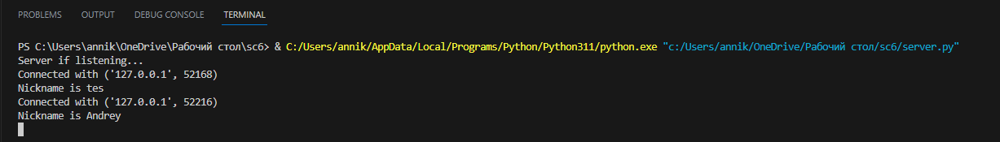 PROBLEMS OUTPUT DEBUG CONSOLE TERMINAL
PS C:\Users\annik\OneDrive\Рабочий стол\sc6> & C:/Users/annik/AppData/Local/Programs/Python/Python311/python.exe "c:/Users/annik/OneDrive/Рабочий стол/sc6/server.py"
Server if listening...
Connected with ('127.0.0.1', 52168)
Nickname is tes
Connected with ('127.0.0.1', 52216)
Nickname is Andrey